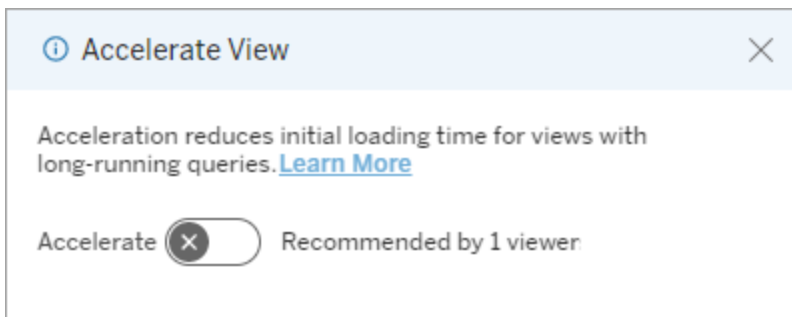 Accelerate View
Acceleration reduces initial loading time for views with
long-running queries. Learn More
Accelerate Recommended by 1 viewer